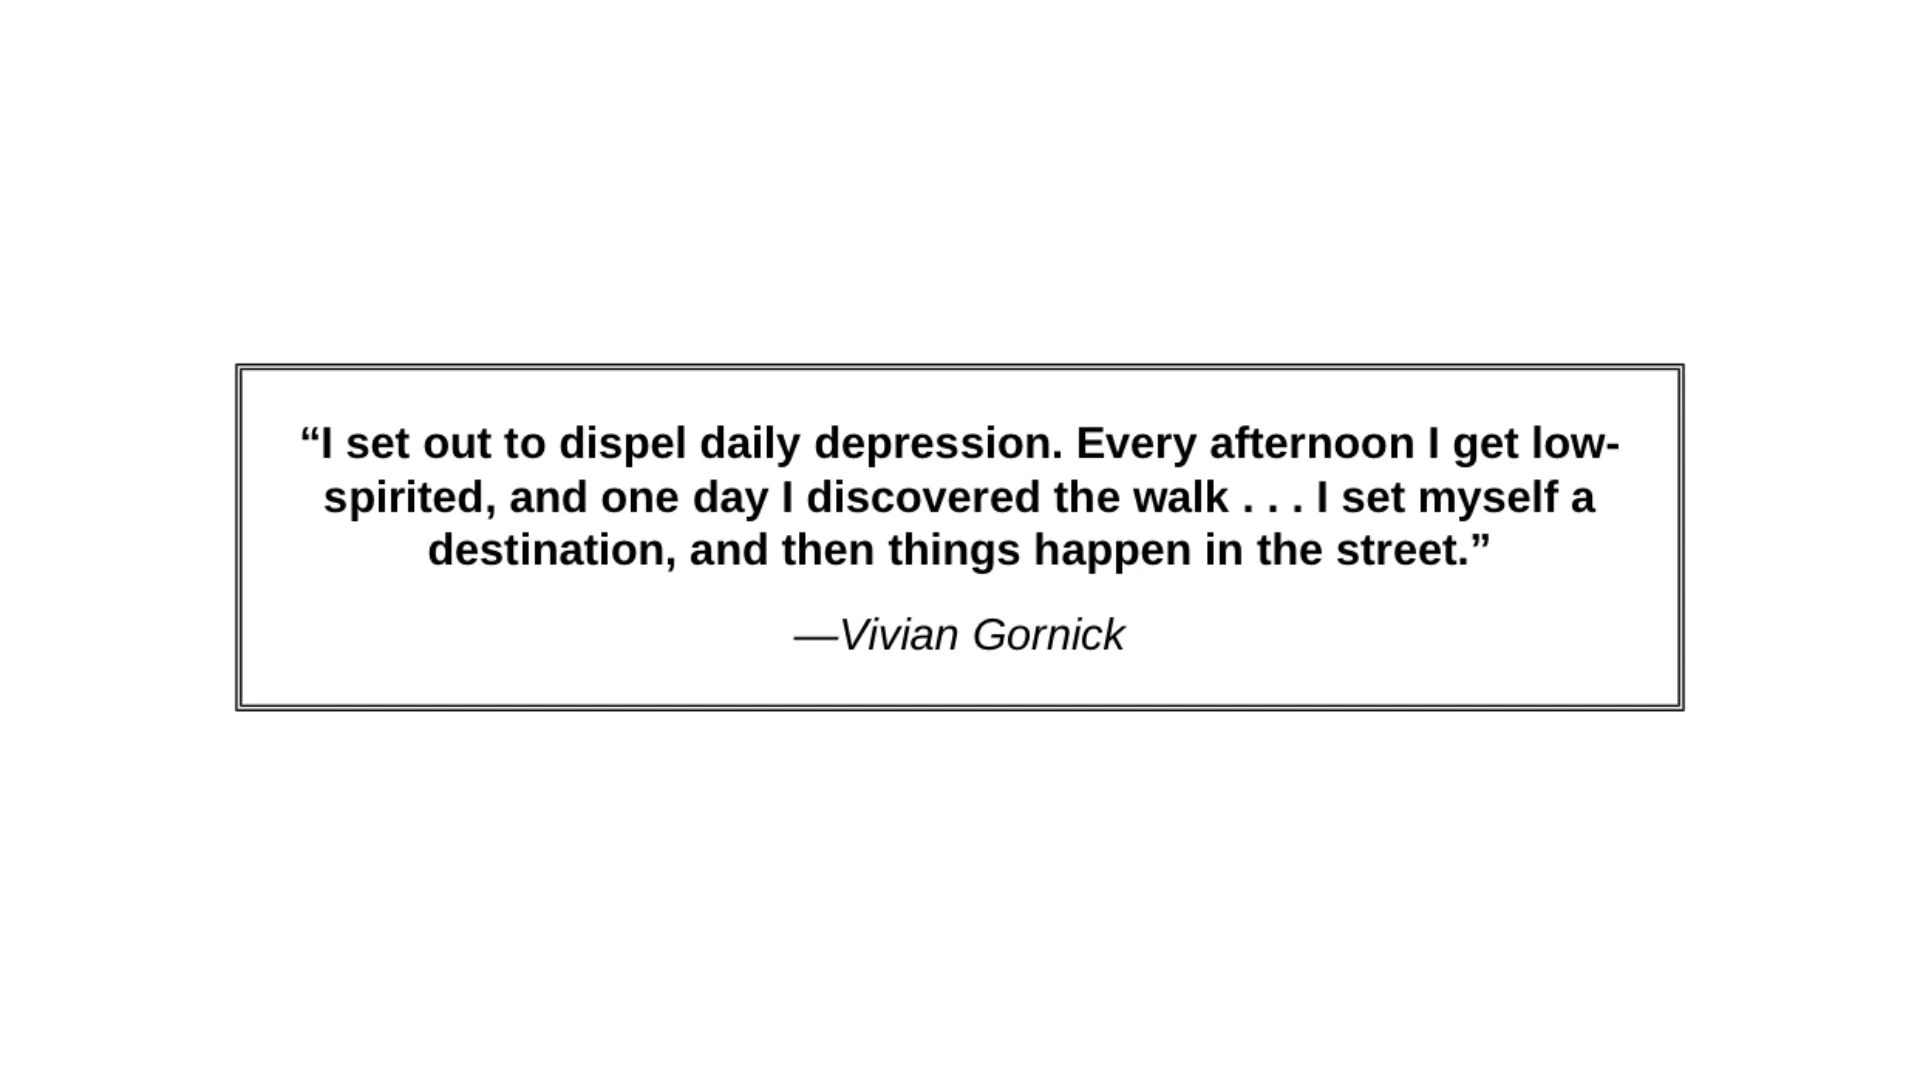 “I set out to dispel daily depression. Every afternoon I get low-
spirited, and one day I discovered the walk . . . I set myself a
destination, and then things happen in the street.”
—Vivian Gornick